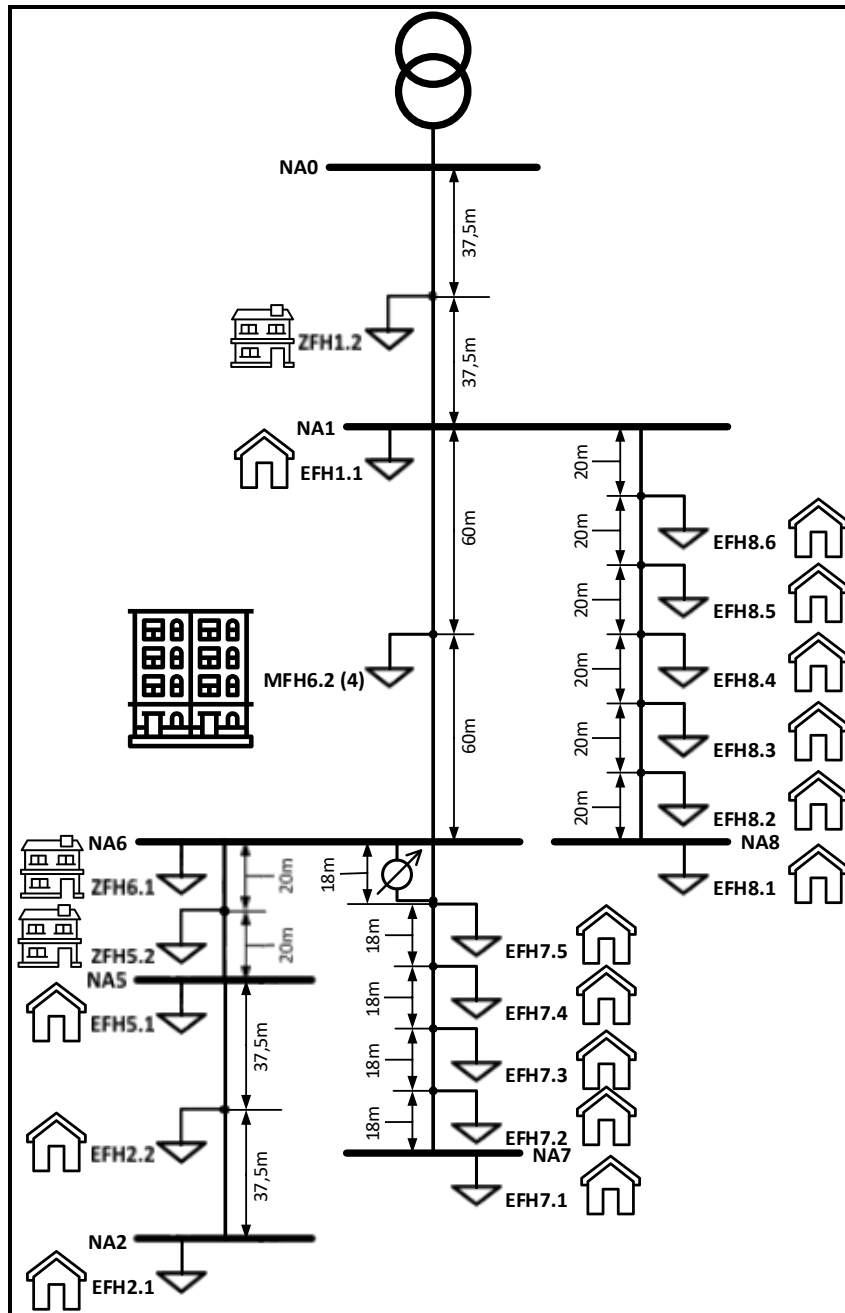 NA0
37,5m
ZFH1.2
37,5m
NA1
EFH1.1
20m
60m
20m
EFH8.6
20m
EFH8.5
MFH6.2 (4)
20m
EFH8.4
60m
20m
EFH8.3
20m
EFH8.2
NA6
NA8
ZFH6.1
20m
18m
EFH8.1
ZFH5.2
20m
18m
EFH7.5
NA5
EFH5.1
18m
EFH7.4
37,5m
18m
EFH7.3
EFH2.2
18m
EFH7.2
37,5m
NA7
EFH7.1
NA2
EFH2.1